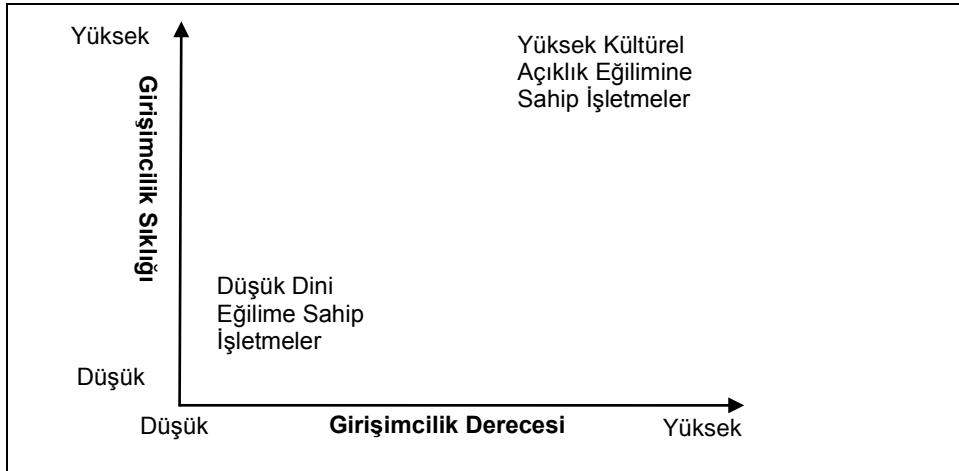 Yüksek
Yüksek Kültürel
Açıklık Eğilimine
Sahip İşletmeler
Girişimcilik Sıklığı
Düşük Dini
Eğilime Sahip
İşletmeler
Düşük
Düşük
Girişimcilik Derecesi
Yüksek